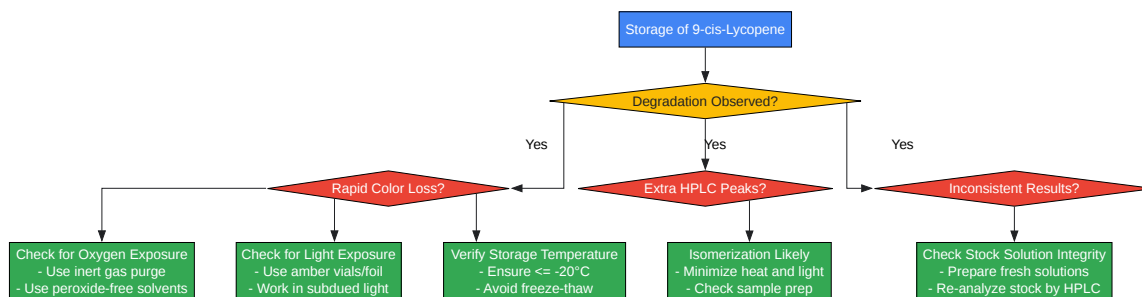 Storage of 9-cis-Lycopene
Degradation Observed?
Yes
Yes
Yes
Rapid Color Loss?
Extra HPLC Peaks?
Inconsistent Results?
Check for Oxygen Exposure
- Use inert gas purge
- Use peroxide-free solvents
Check for Light Exposure
- Use amber vials/foil
- Work in subdued light
Verify Storage Temperature
- Ensure <= -20°C
- Avoid freeze-thaw
Isomerization Likely
- Minimize heat and light
- Check sample prep
Check Stock Solution Integrity
- Prepare fresh solutions
- Re-analyze stock by HPLC